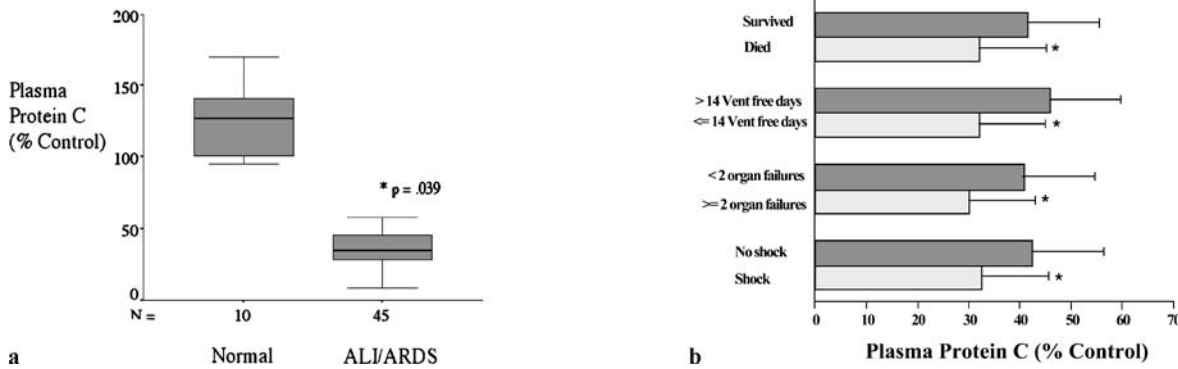 200
150
100
50
0
Plasma
Protein C
(% Control)
* p = .039
N =
10
45
Normal
ALI/ARDS
a
Survived
Died
*
> 14 Vent free days
<= 14 Vent free days
*
< 2 organ failures
>= 2 organ failures
*
No shock
Shock
*
0 10 20 30 40 50 60 70
Plasma Protein C (% Control)
b